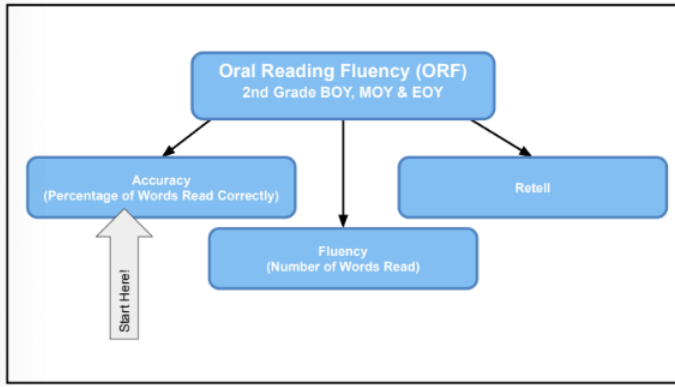 Oral Reading Fluency (ORF)
2nd Grade BOY, MOY & EOY
Accuracy
(Percentage of Words Read Correctly)
Retell
Fluency
(Number of Words Read)
Start Here!